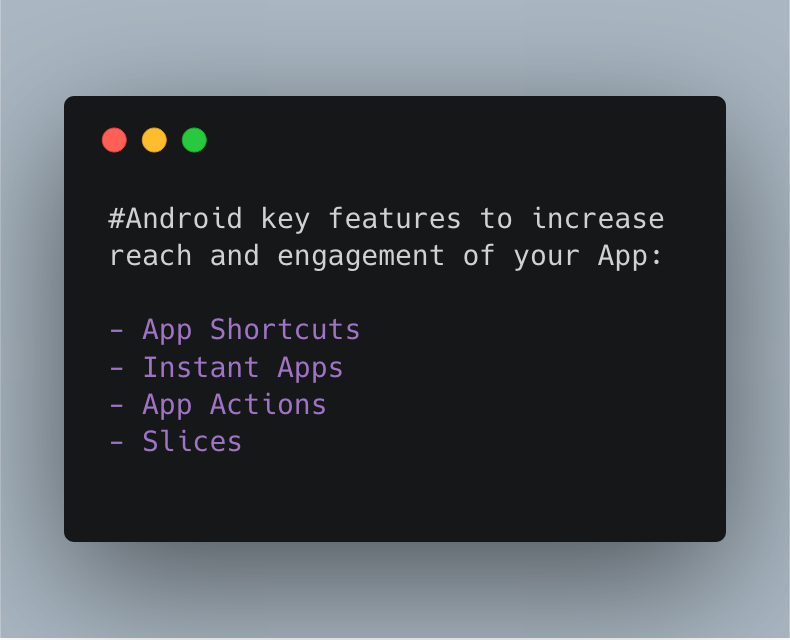 #Android key features to increase
reach and engagement of your App:
- App Shortcuts
- Instant Apps
- App Actions
- Slices